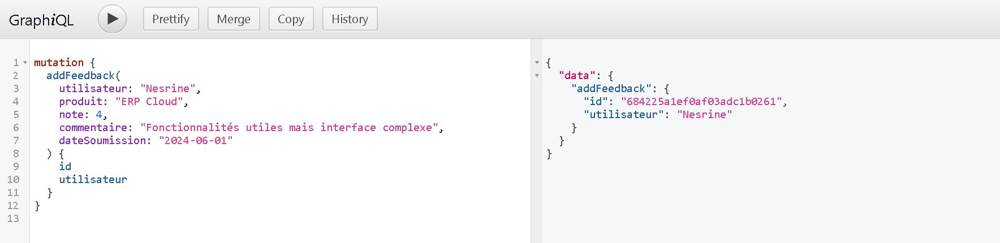 GraphiQL Prettify Merge Copy History
1 mutation {
2 addFeedback(
3 utilisateur: "Nesrine",
4 produit: "ERP Cloud",
5 note: 4,
6 commentaire: "Fonctionnalités utiles mais interface complexe",
7 dateSoumission: "2024-06-01"
8 ) {
9 id
10 utilisateur
11 }
12 }
13
{
"data": {
"addFeedback": {
"id": "684225a1ef0af03adc1b0261",
"utilisateur": "Nesrine"
}
}
}